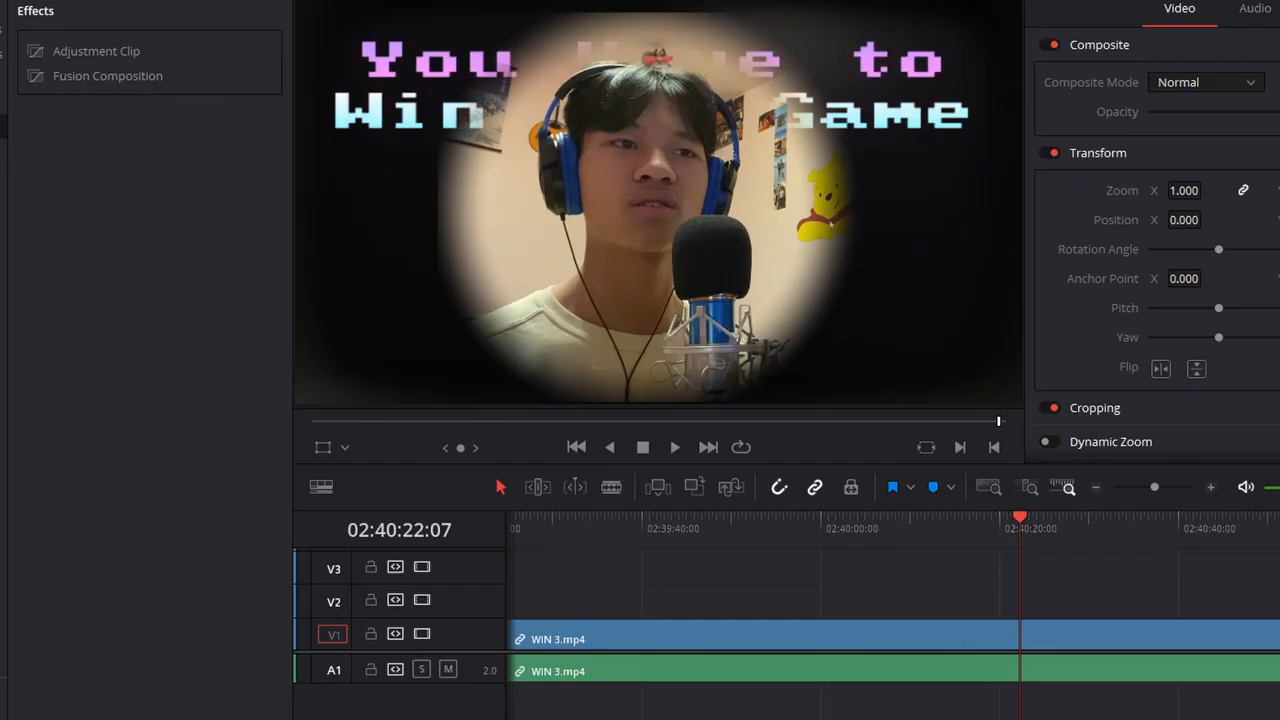 Effects
Adjustment Clip
Fusion Composition
You Have to
Win Game
Video
Audio
Composite
Composite Mode
Normal
Opacity
Transform
Zoom X 1.000
Position X 0.000
Rotation Angle
Anchor Point X 0.000
Pitch
Yaw
Flip
Cropping
Dynamic Zoom
02:40:22:07
00
02:39:40:00
02:40:00:00
02:40:20:00
02:40:40:00
V3
V2
V1
WIN 3.mp4
A1
S
M
2.0
WIN 3.mp4